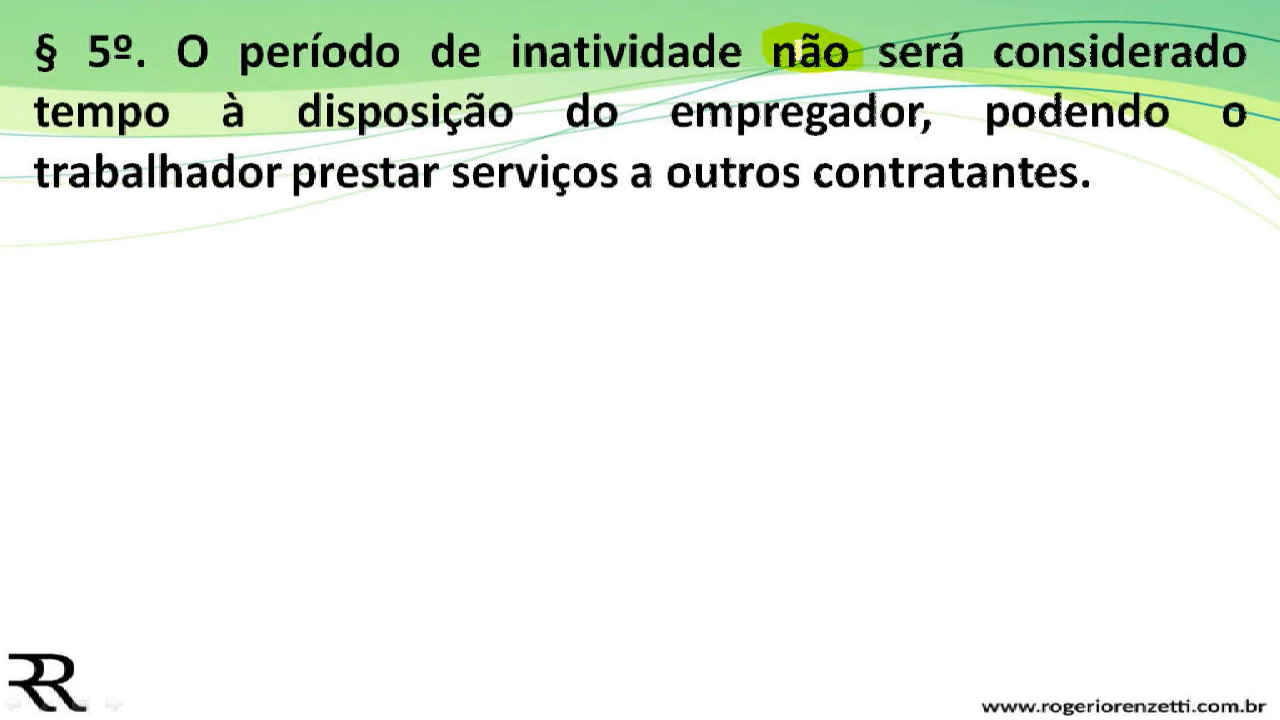 § 5º. O período de inatividade não será considerado
tempo à disposição do empregador, podendo o
trabalhador prestar serviços a outros contratantes.
RR
www.rogeriorenzetti.com.br